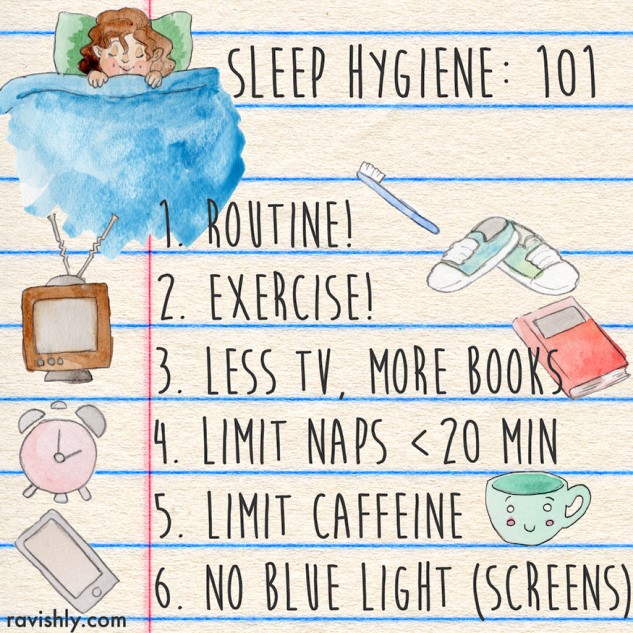 SLEEP HYGIENE: 101
1. ROUTINE!
2. EXERCISE!
3. LESS TV, MORE BOOKS
4. LIMIT NAPS <20 MIN
5. LIMIT CAFFEINE
6. NO BLUE LIGHT (SCREENS)
ravishly.com